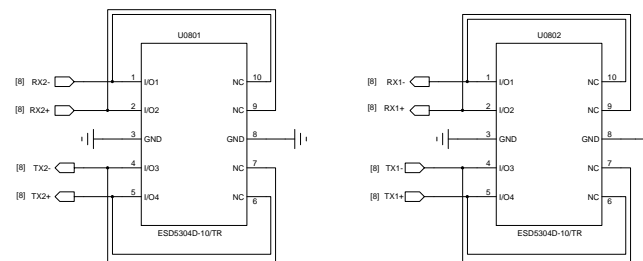 U0801
[8] RX2- 1 I/O1 NC 10
[8] RX2+ 2 I/O2 NC 9
3 GND GND 8
[8] TX2- 4 I/O3 NC 7
[8] TX2+ 5 I/O4 NC 6
ESD5304D-10/TR
U0802
[8] RX1- 1 I/O1 NC 10
[8] RX1+ 2 I/O2 NC 9
3 GND GND 8
[8] TX1- 4 I/O3 NC 7
[8] TX1+ 5 I/O4 NC 6
ESD5304D-10/TR